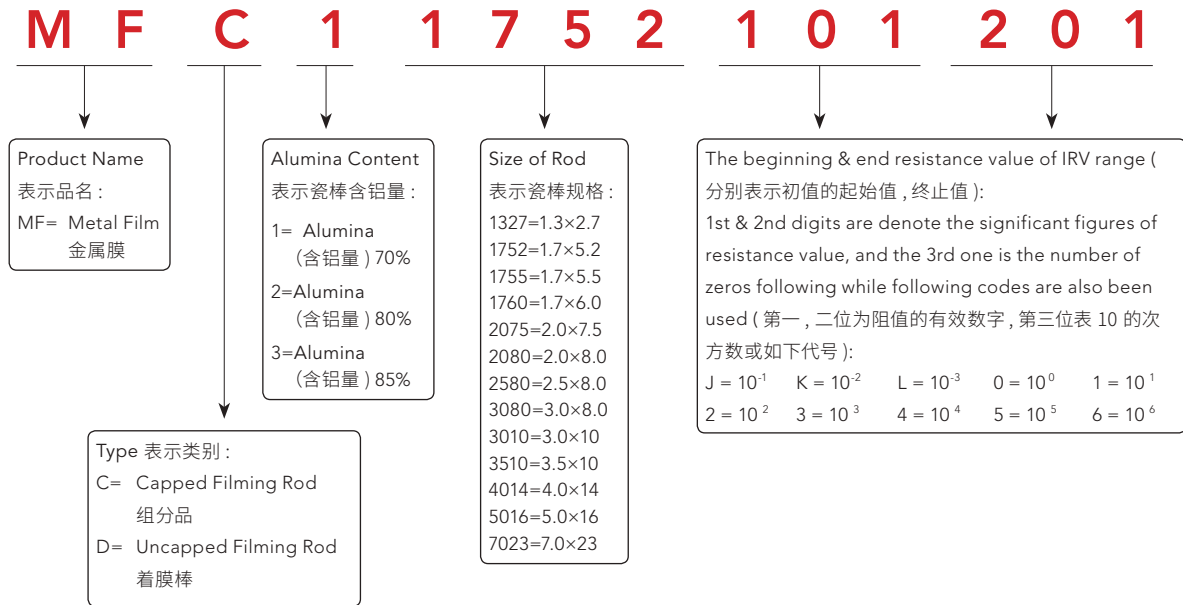 M F C 1 1 7 5 2 1 0 1 2 0 1
Product Name
表示品名 :
MF= Metal Film
金属膜
Alumina Content
表示瓷棒含铝量 :
1= Alumina
(含铝量 ) 70%
2=Alumina
(含铝量 ) 80%
3=Alumina
(含铝量 ) 85%
Size of Rod
表示瓷棒规格 :
1327=1.3×2.7
1752=1.7×5.2
1755=1.7×5.5
1760=1.7×6.0
2075=2.0×7.5
2080=2.0×8.0
2580=2.5×8.0
3080=3.0×8.0
3010=3.0×10
3510=3.5×10
4014=4.0×14
5016=5.0×16
7023=7.0×23
The beginning & end resistance value of IRV range (
分别表示初值的起始值 , 终止值 ):
1st & 2nd digits are denote the significant figures of
resistance value, and the 3rd one is the number of
zeros following while following codes are also been
used ( 第一 , 二位为阻值的有效数字 , 第三位表 10 的次
方数或如下代号 ):
J = 10⁻¹ K = 10⁻² L = 10⁻³ 0 = 10⁰ 1 = 10¹
2 = 10² 3 = 10³ 4 = 10⁴ 5 = 10⁵ 6 = 10⁶
Type 表示类别 :
C= Capped Filming Rod
组分品
D= Uncapped Filming Rod
着膜棒